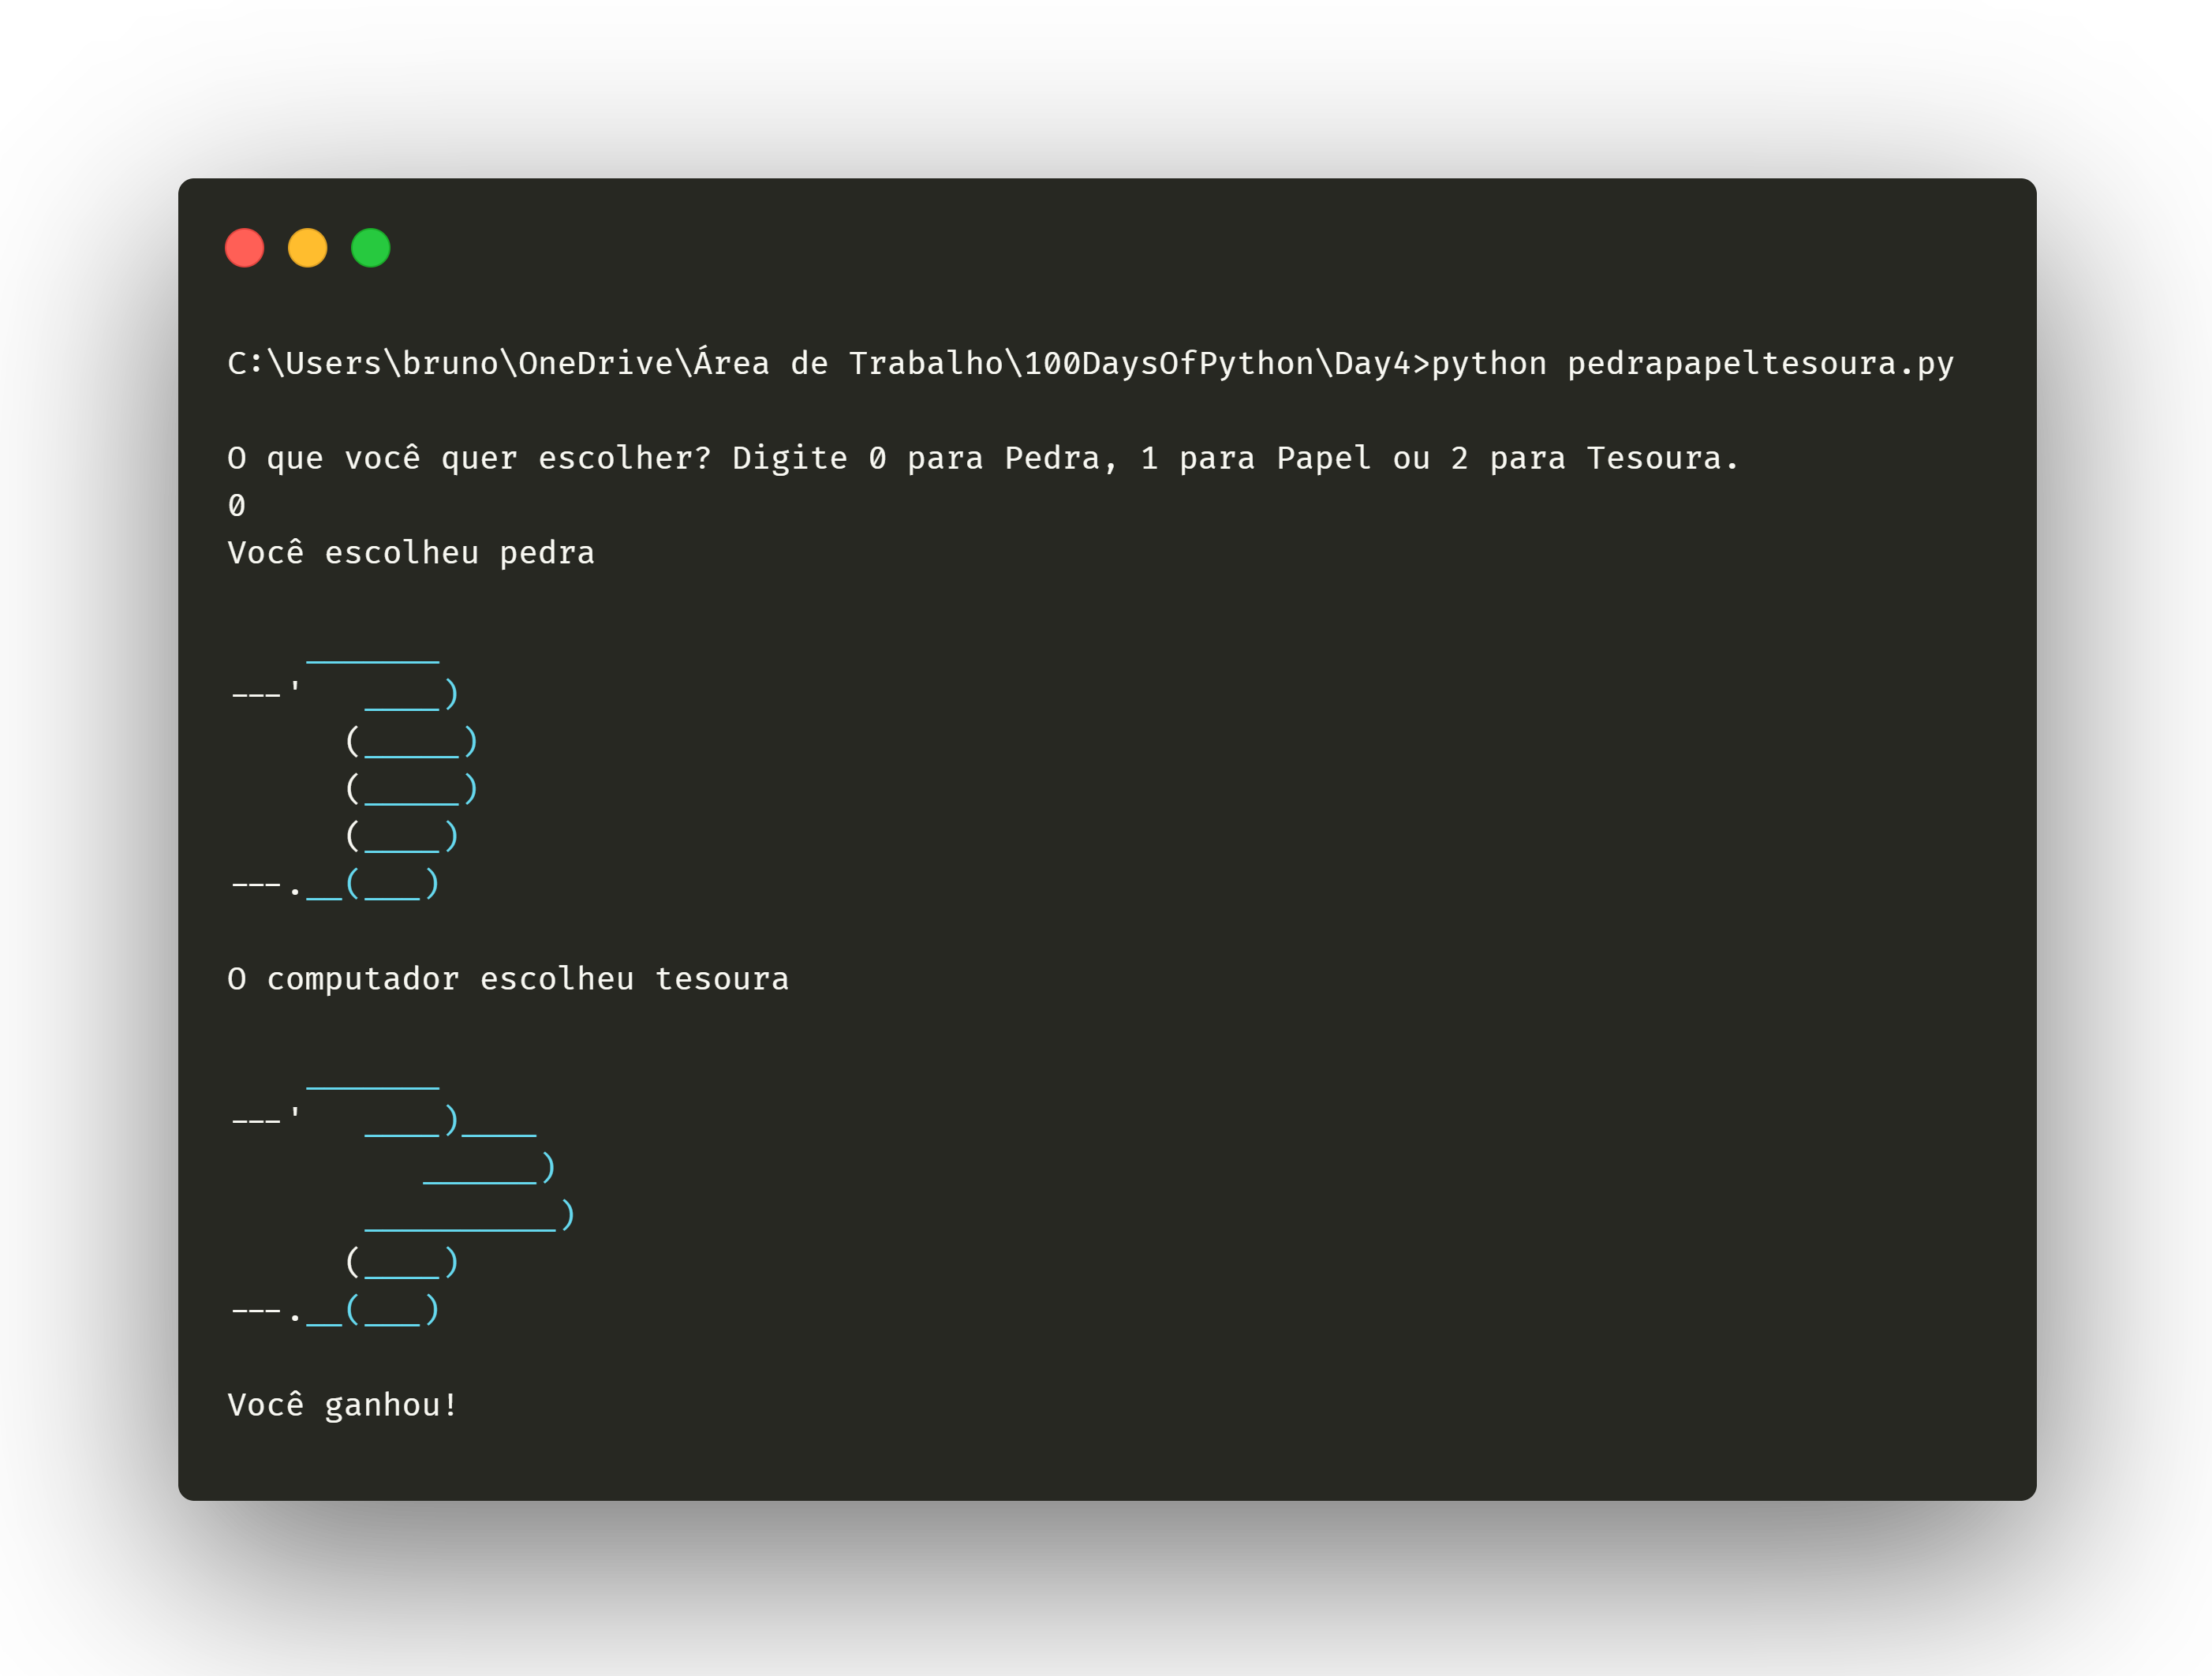 C:\Users\bruno\OneDrive\Área de Trabalho\100DaysOfPython\Day4>python pedrapapeltesoura.py
O que você quer escolher? Digite 0 para Pedra, 1 para Papel ou 2 para Tesoura.
0
Você escolheu pedra
    _______
---'   ____)
      (_____)
      (_____)
      (____)
---.__(___)
O computador escolheu tesoura
    _______
---'   ____)____
          ______)
       __________)
      (____)
---.__(___)
Você ganhou!